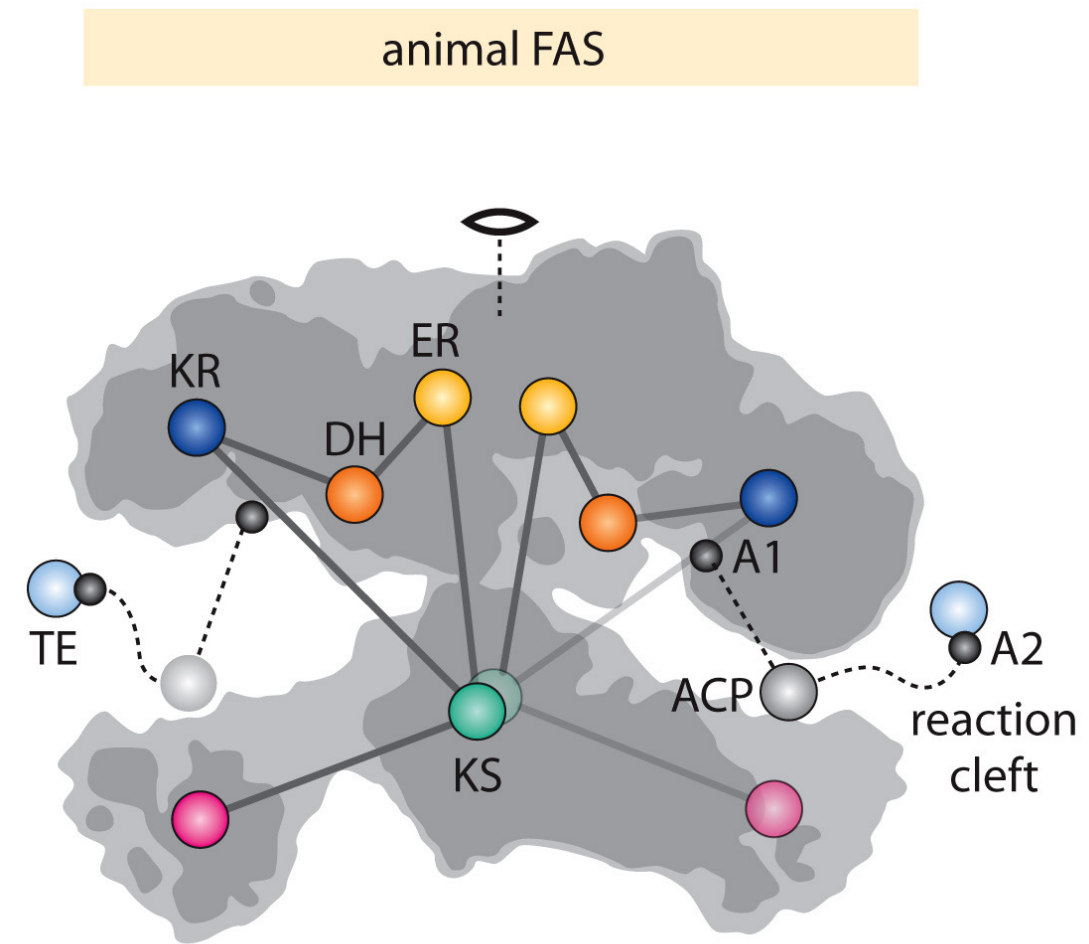 animal FAS
ER
KR
DH
A1
TE
A2
ACP
reaction
cleft
KS